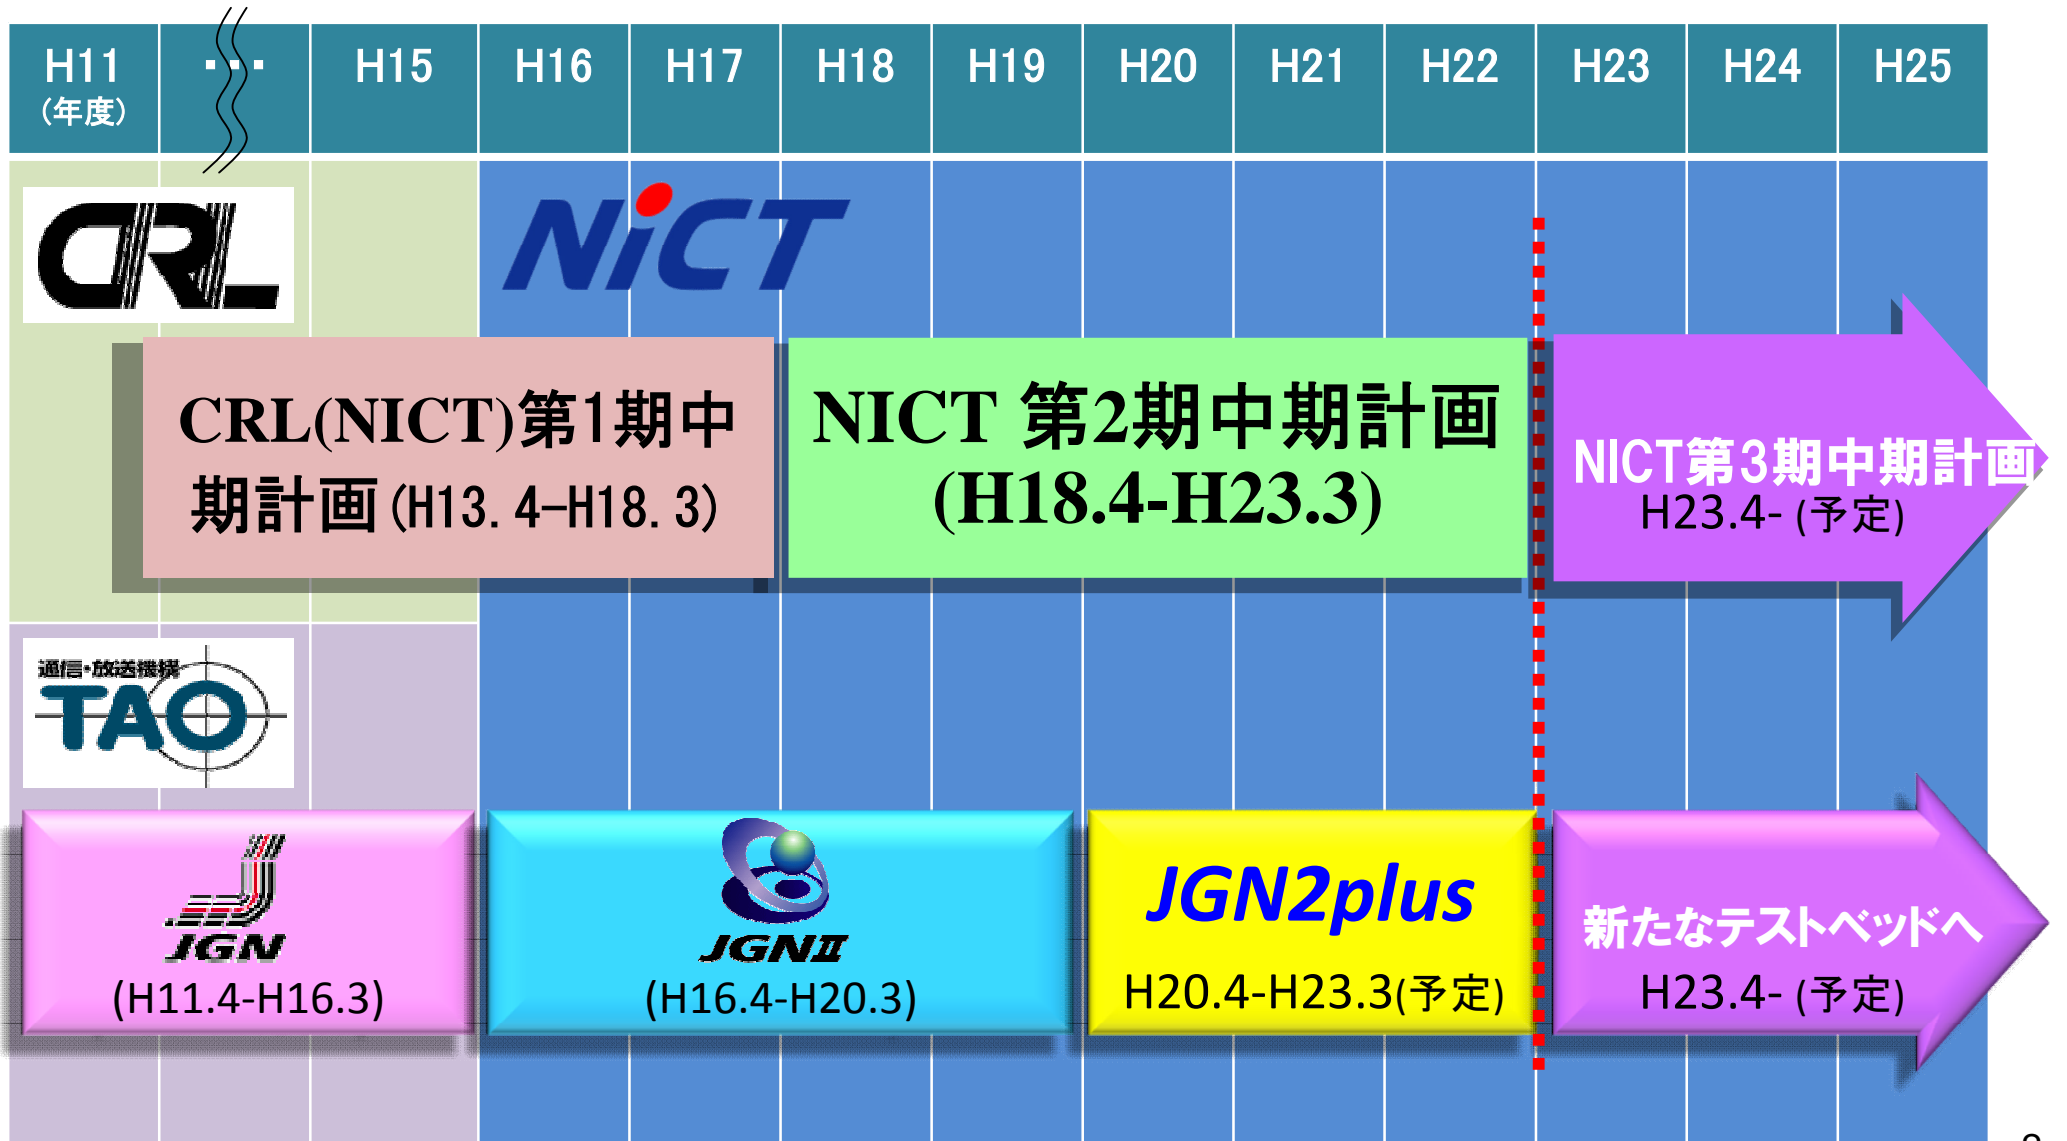 H11 ･･･ H15 H16 H17 H18 H19 H20 H21 H22 H23 H24 H25
(年度)
CRL
NiCT
CRL(NICT)第1期中
期計画(H13.4–H18.3)
NICT 第2期中期計画
(H18.4-H23.3)
NICT第3期中期計画
H23.4- (予定)
通信・放送機構
TAO
JGN
(H11.4-H16.3)
JGNII
(H16.4-H20.3)
JGN2plus
H20.4-H23.3(予定)
新たなテストベッドへ
H23.4- (予定)